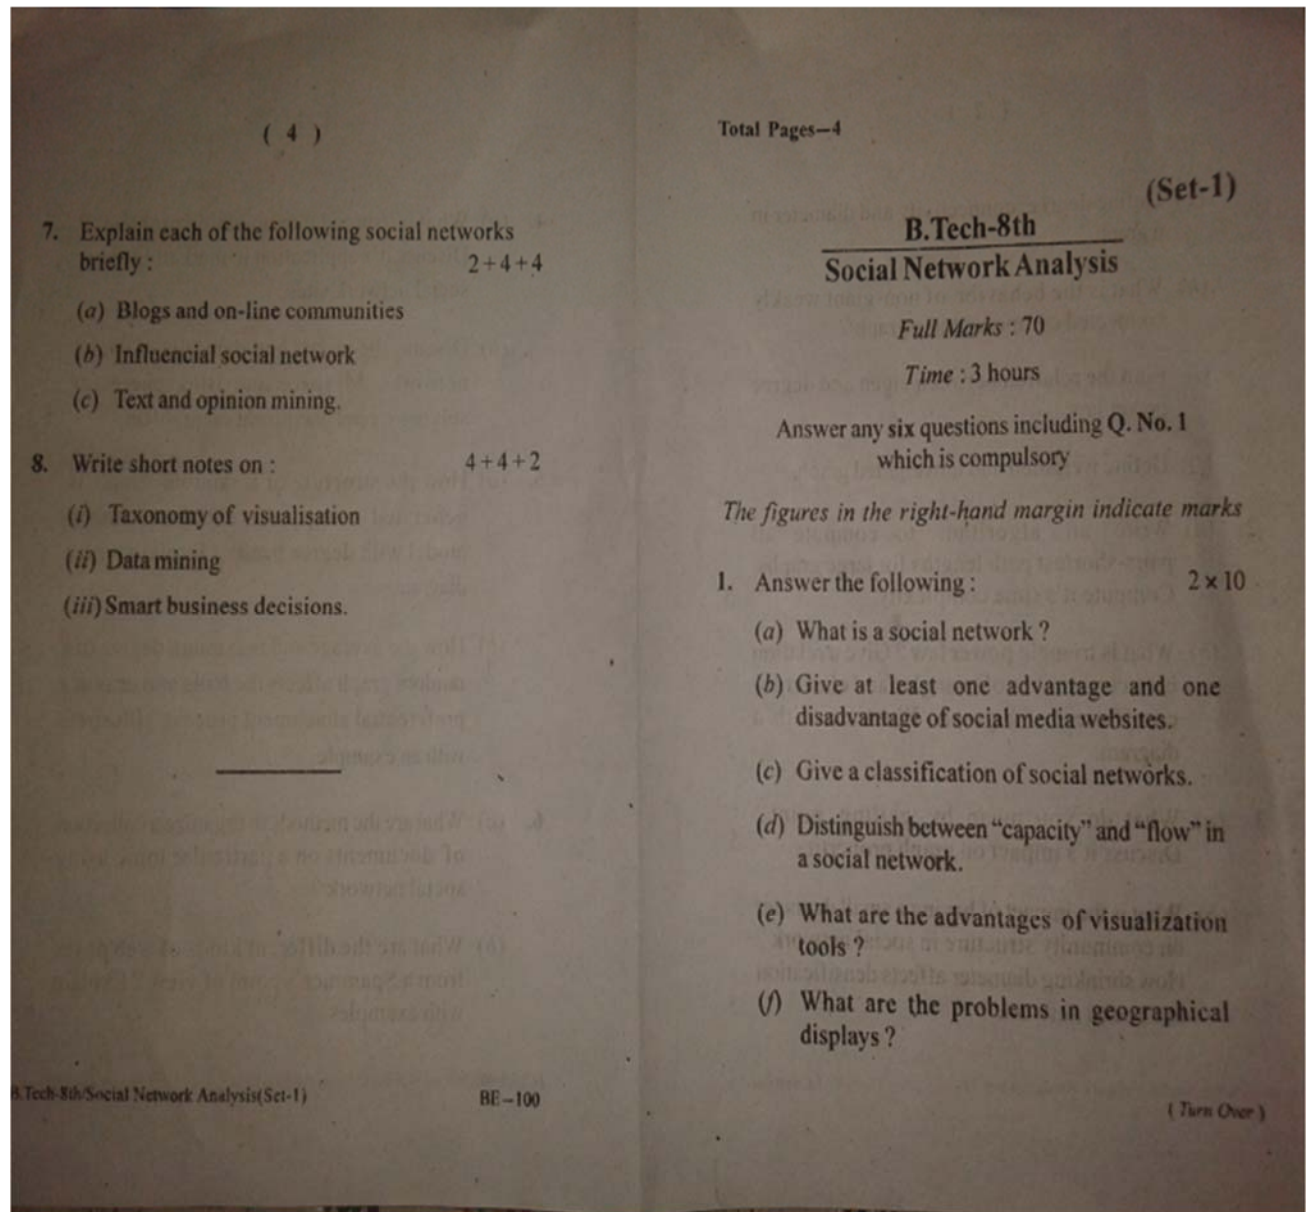 ( 4 )
7. Explain each of the following social networks
briefly : 2+4+4
(a) Blogs and on-line communities
(b) Influencial social network
(c) Text and opinion mining.
8. Write short notes on : 4+4+2
(i) Taxonomy of visualisation
(ii) Data mining
(iii) Smart business decisions.
B.Tech-8th/Social Network Analysis(Set-1) BE-100
Total Pages—4
(Set-1)
B.Tech-8th
Social Network Analysis
Full Marks : 70
Time : 3 hours
Answer any six questions including Q. No. 1
which is compulsory
The figures in the right-hand margin indicate marks
1. Answer the following : 2 × 10
(a) What is a social network ?
(b) Give at least one advantage and one
disadvantage of social media websites.
(c) Give a classification of social networks.
(d) Distinguish between “capacity” and “flow” in
a social network.
(e) What are the advantages of visualization
tools ?
(f) What are the problems in geographical
displays ?
( Turn Over )